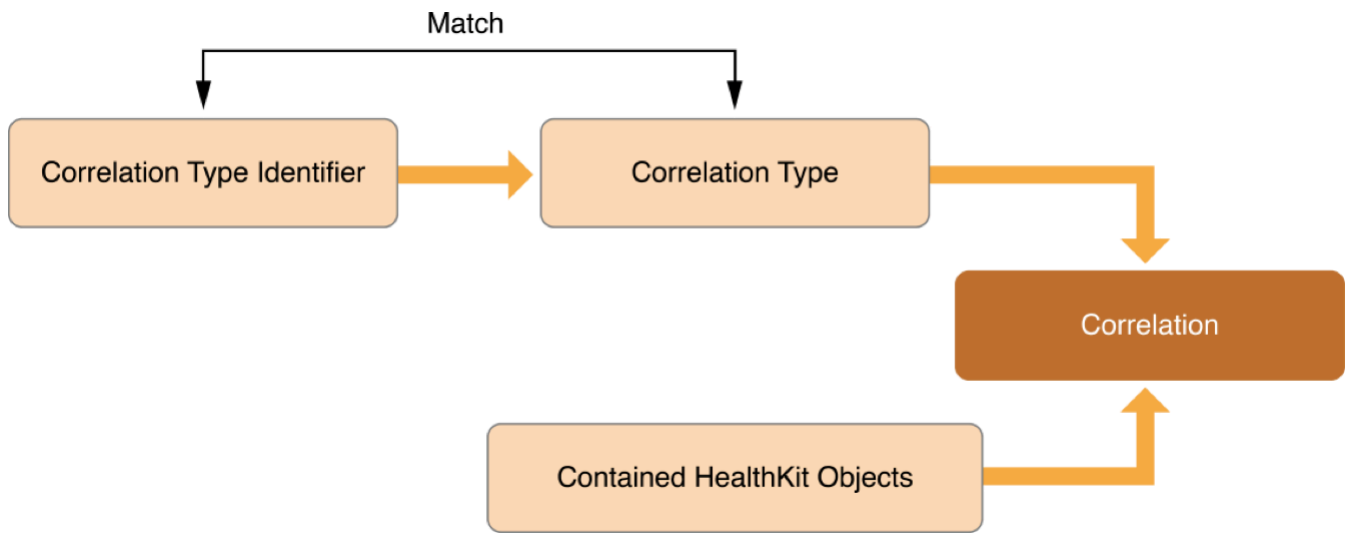 Match
Correlation Type Identifier
Correlation Type
Correlation
Contained HealthKit Objects